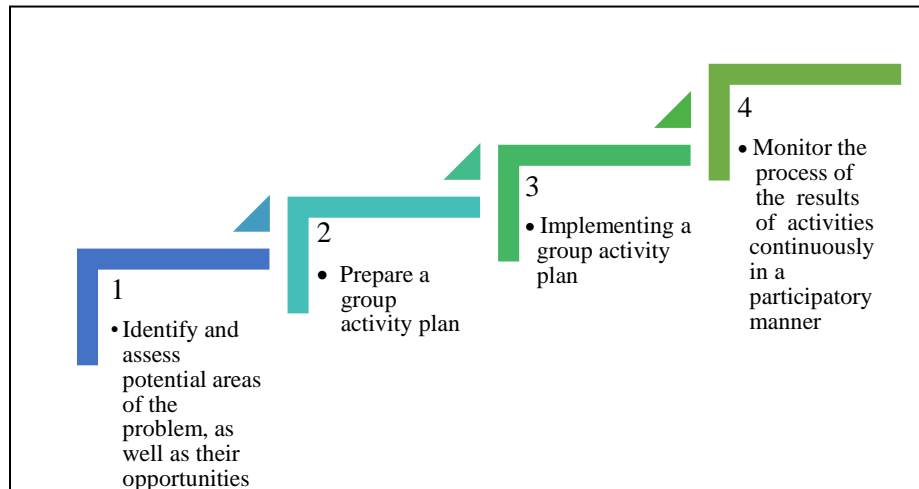 1
• Identify and
assess
potential areas
of the
problem, as
well as their
opportunities
2
• Prepare a
group
activity plan
3
• Implementing a
group activity
plan
4
• Monitor the
process of
the results
of activities
continuously
in a
participatory
manner